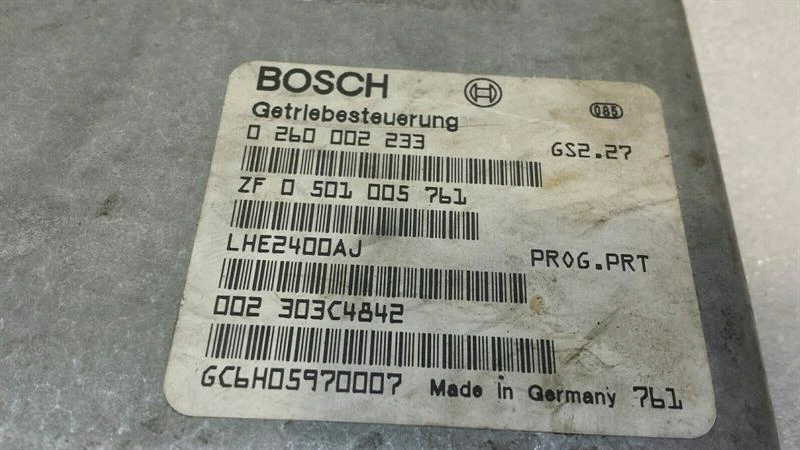 BOSCH
085
Getriebesteuerung
0 260 002 233
GS2.27
ZF 0 501 005 761
LHE2400AJ
PROG.PRT
002 303C4842
GC6H05970007 Made in Germany 761